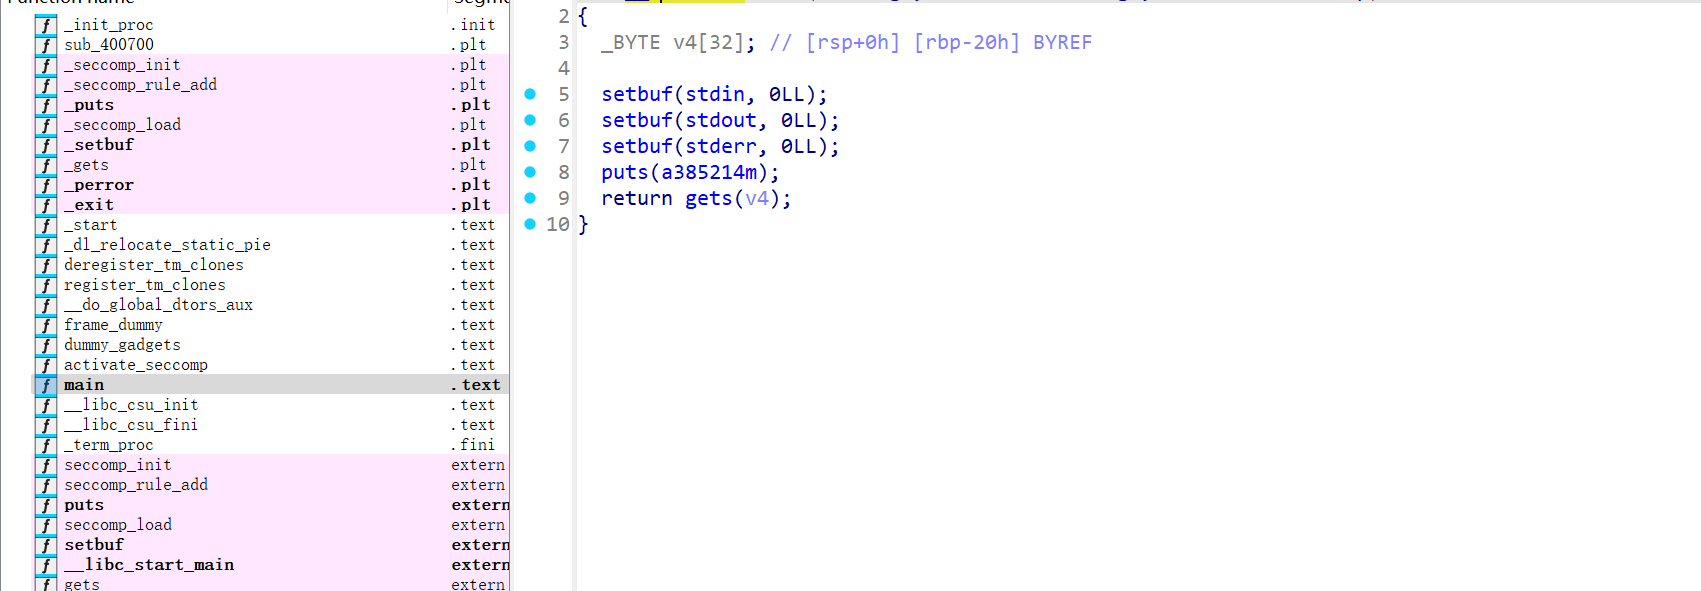 Function name Segme
_init_proc .init
sub_400700 .plt
_seccomp_init .plt
_seccomp_rule_add .plt
_puts .plt
_seccomp_load .plt
_setbuf .plt
_gets .plt
_perror .plt
_exit .plt
_start .text
_dl_relocate_static_pie .text
deregister_tm_clones .text
register_tm_clones .text
__do_global_dtors_aux .text
frame_dummy .text
dummy_gadgets .text
activate_seccomp .text
main .text
__libc_csu_init .text
__libc_csu_fini .text
_term_proc .fini
seccomp_init extern
seccomp_rule_add extern
puts extern
seccomp_load extern
setbuf extern
__libc_start_main extern
gets extern
2 {
3 _BYTE v4[32]; // [rsp+0h] [rbp-20h] BYREF
4
5 setbuf(stdin, 0LL);
6 setbuf(stdout, 0LL);
7 setbuf(stderr, 0LL);
8 puts(a385214m);
9 return gets(v4);
10 }